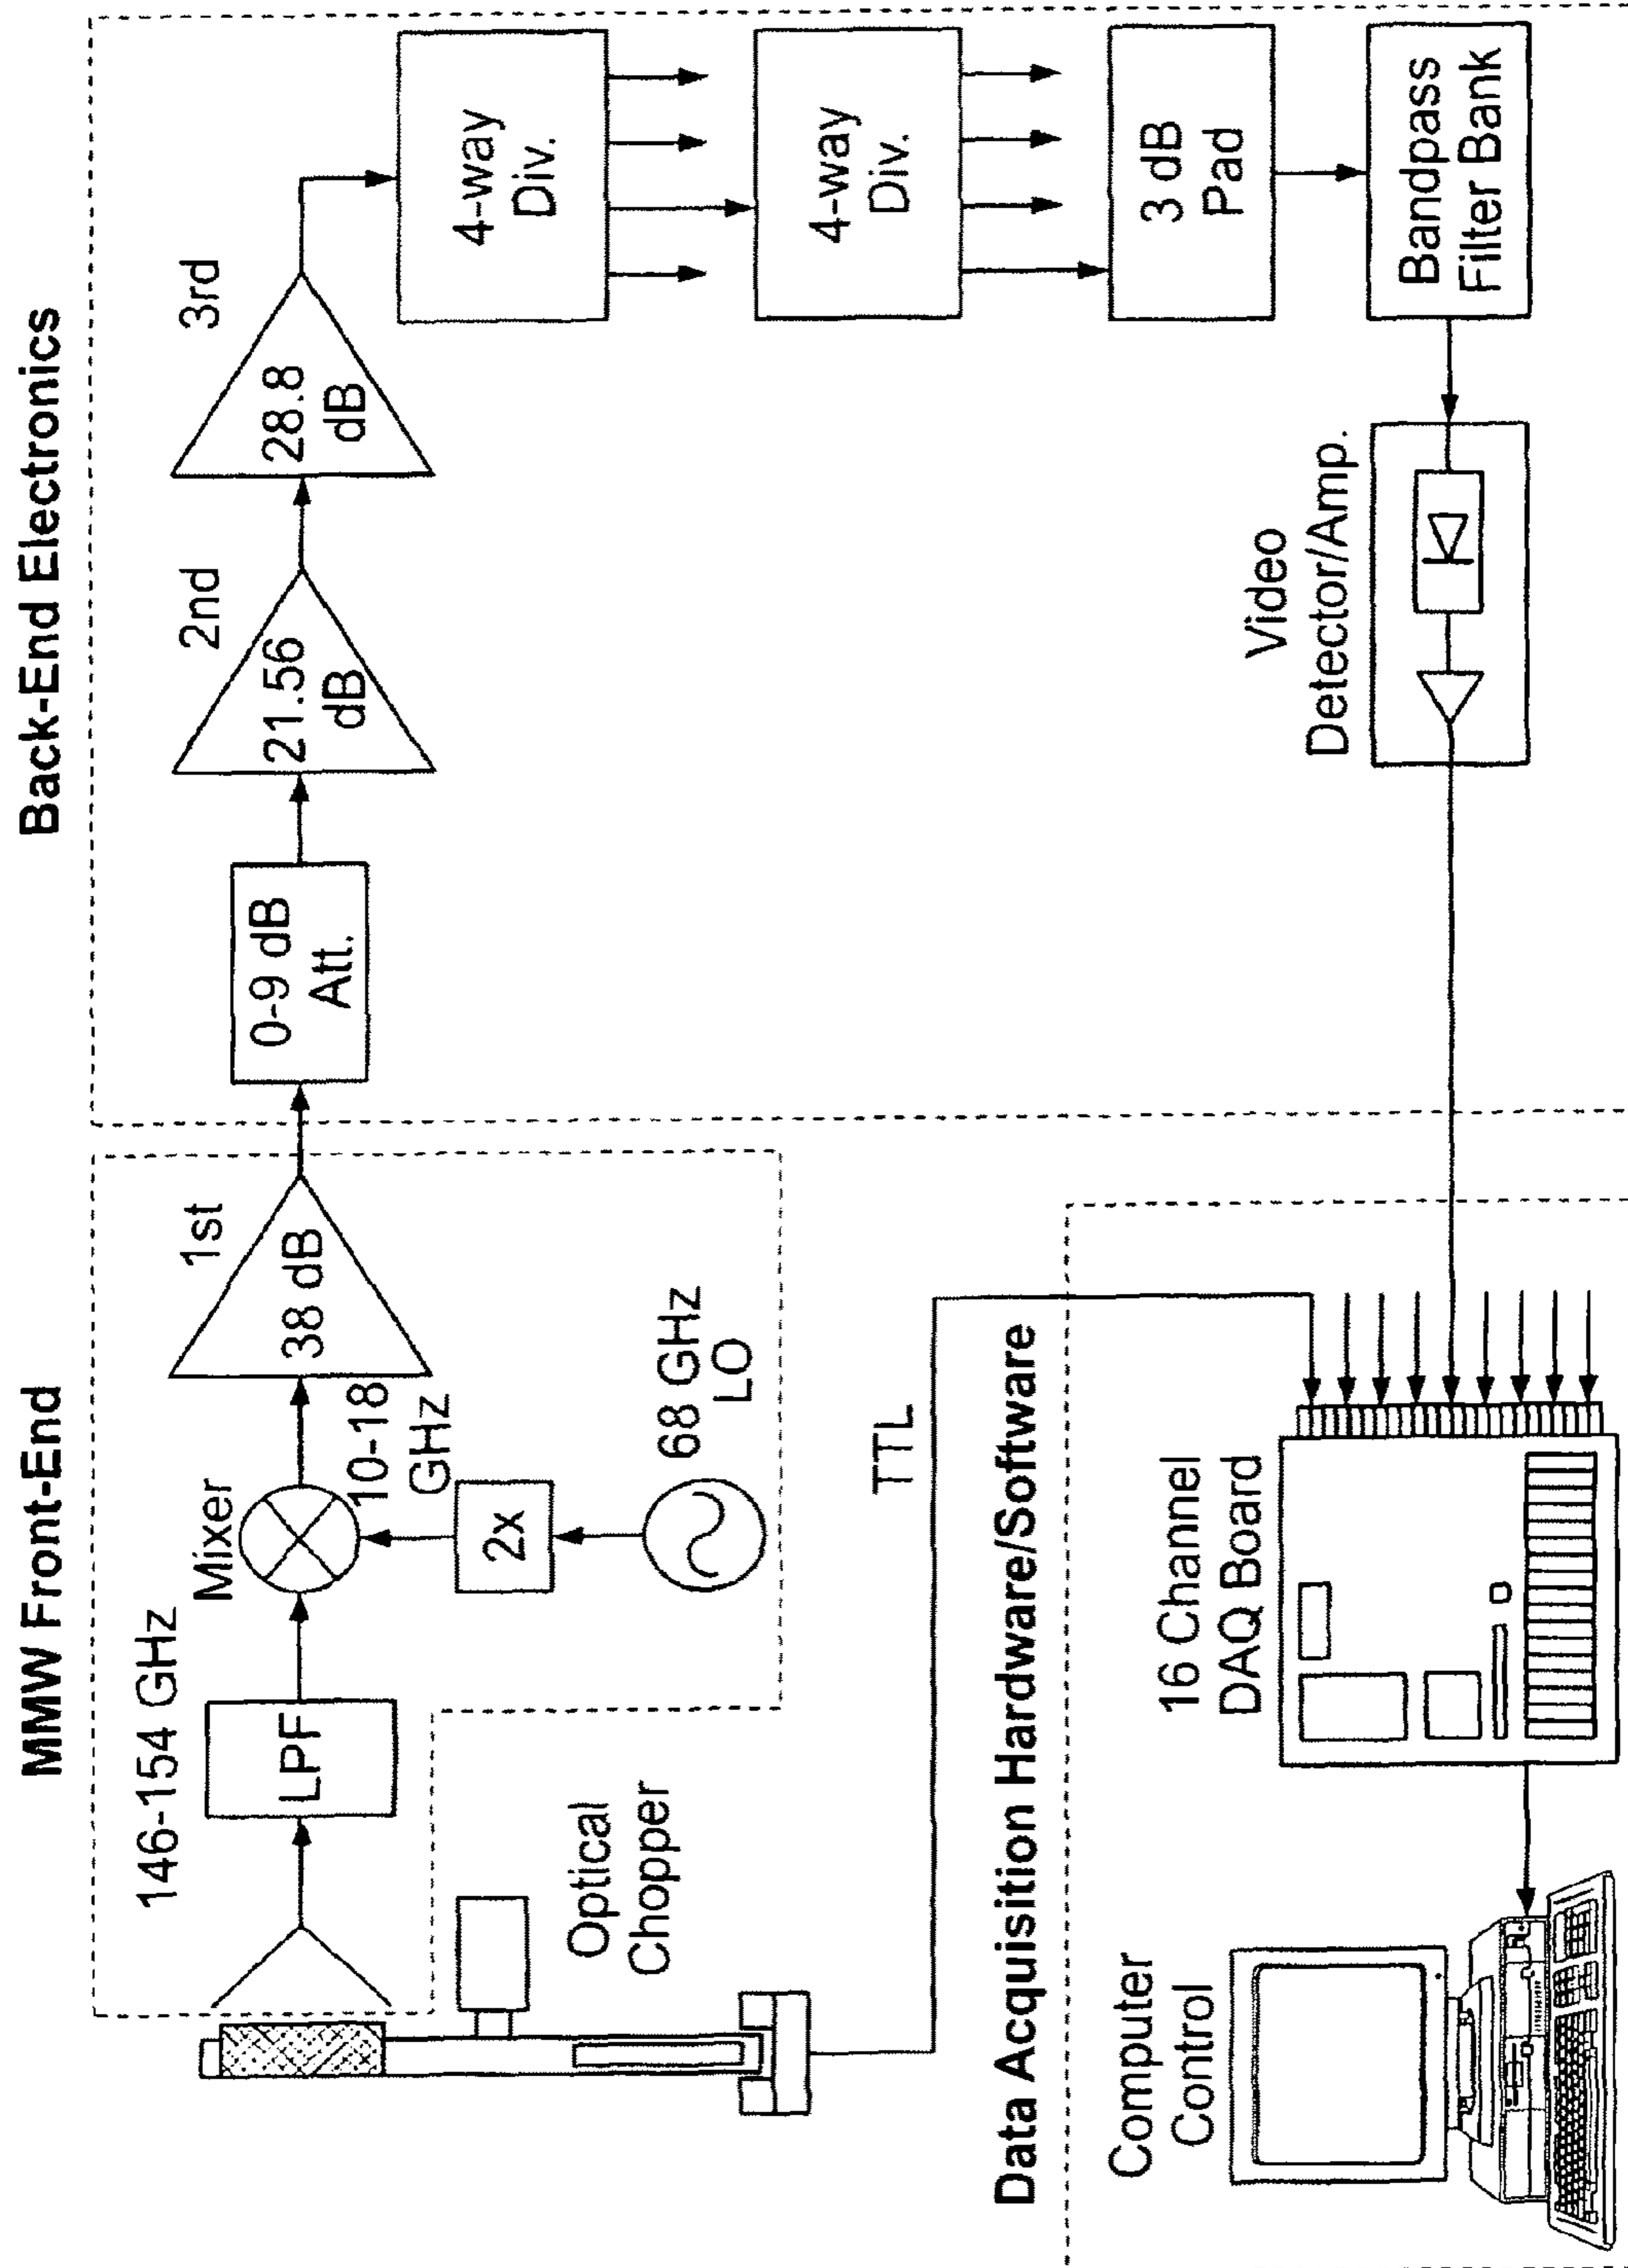 MMW Front-End
146-154 GHz
LPF
Mixer
10-18
GHz
2x
68 GHz
LO
1st
38 dB
Optical
Chopper
TTL
Back-End Electronics
0-9 dB
Att.
2nd
21.56
dB
3rd
28.8
dB
4-way
Div.
4-way
Div.
3 dB
Pad
Bandpass
Filter Bank
Video
Detector/Amp.
Data Acquisition Hardware/Software
Computer
Control
16 Channel
DAQ Board